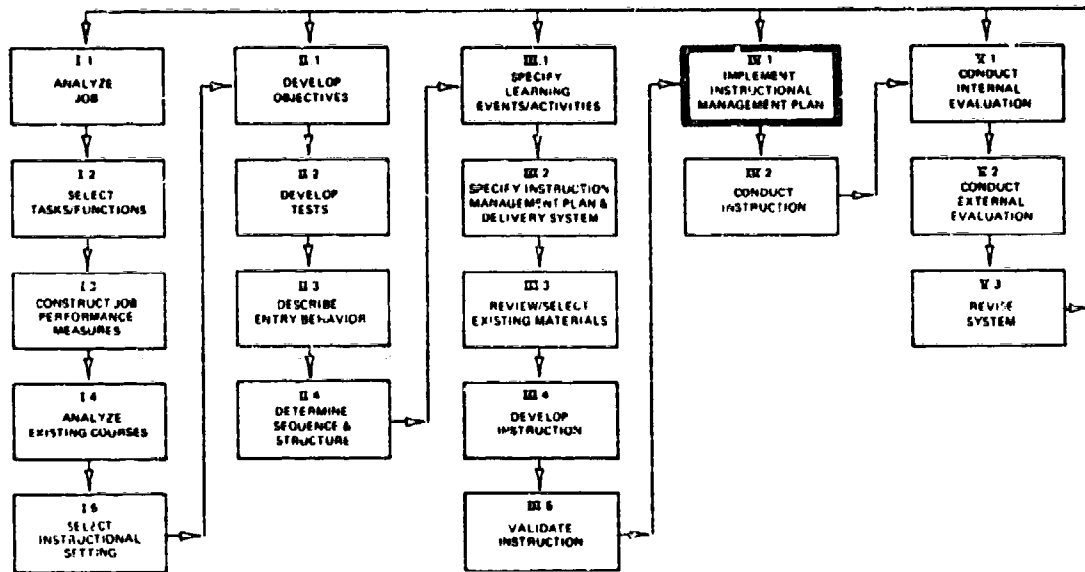 I.1
ANALYZE
JOB
I.2
SELECT
TASKS/FUNCTIONS
I.3
CONSTRUCT JOB
PERFORMANCE
MEASURES
I.4
ANALYZE
EXISTING COURSES
I.5
SELECT
INSTRUCTIONAL
SETTING
II.1
DEVELOP
OBJECTIVES
II.2
DEVELOP
TESTS
II.3
DESCRIBE
ENTRY BEHAVIOR
II.4
DETERMINE
SEQUENCE &
STRUCTURE
III.1
SPECIFY
LEARNING
EVENTS/ACTIVITIES
III.2
SPECIFY INSTRUCTION
MANAGEMENT PLAN &
DELIVERY SYSTEM
III.3
REVIEW/SELECT
EXISTING MATERIALS
III.4
DEVELOP
INSTRUCTION
III.5
VALIDATE
INSTRUCTION
IV.1
IMPLEMENT
INSTRUCTIONAL
MANAGEMENT PLAN
IV.2
CONDUCT
INSTRUCTION
V.1
CONDUCT
INTERNAL
EVALUATION
V.2
CONDUCT
EXTERNAL
EVALUATION
V.3
REVISE
SYSTEM